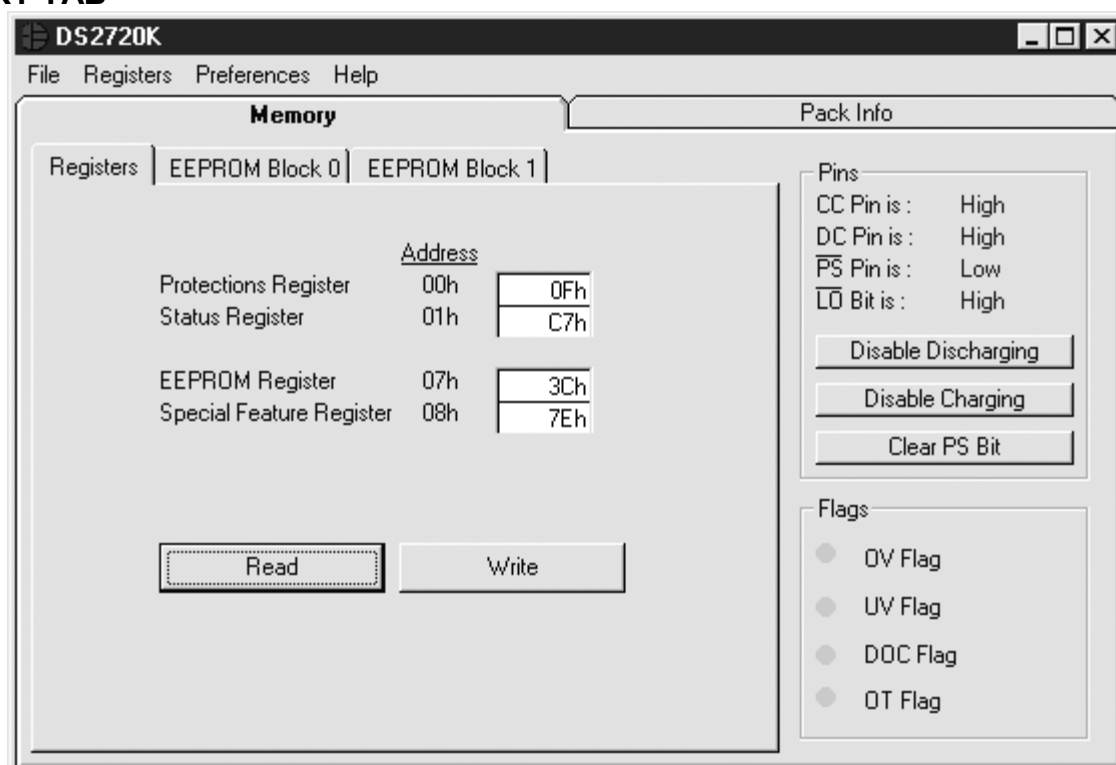 DS2720K
File Registers Preferences Help
Memory Pack Info
Registers EEPROM Block 0 EEPROM Block 1
Address
Protections Register 00h 0Fh
Status Register 01h C7h
EEPROM Register 07h 3Ch
Special Feature Register 08h 7Eh
Read Write
Pins
CC Pin is : High
DC Pin is : High
PS Pin is : Low
LO Bit is : High
Disable Discharging
Disable Charging
Clear PS Bit
Flags
OV Flag
UV Flag
DOC Flag
OT Flag